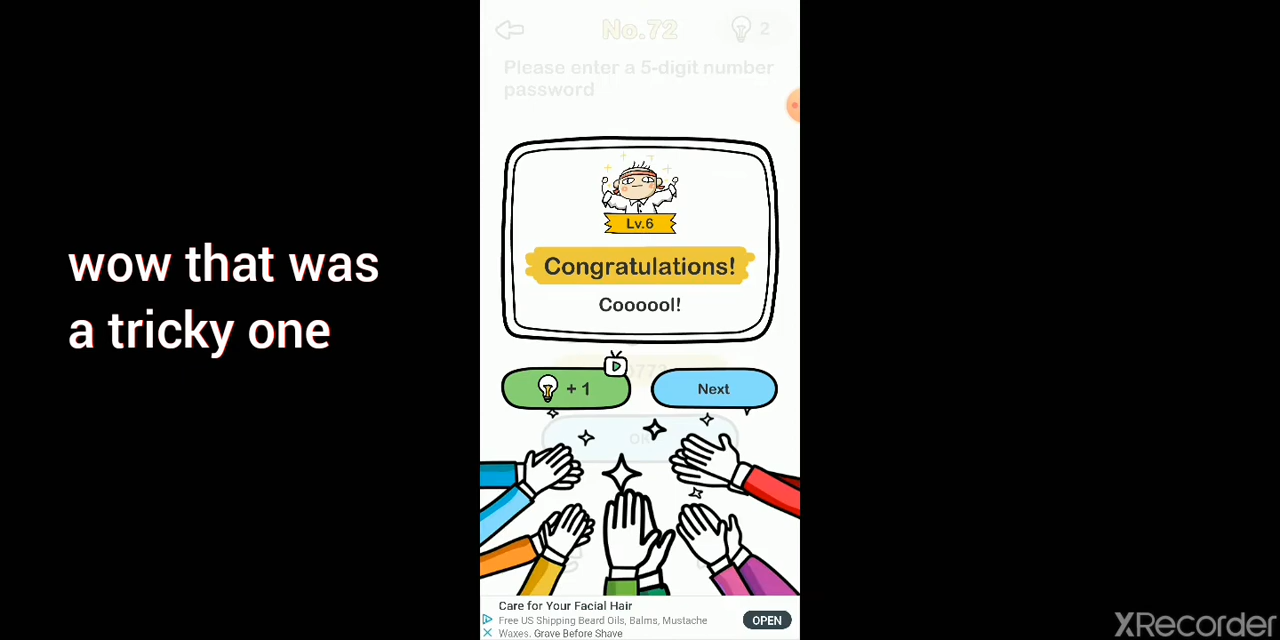 No.72
2
Please enter a 5-digit number
password
wow that was
a tricky one
Lv.6
Congratulations!
Coooool!
+ 1
Next
OK
Care for Your Facial Hair
Free US Shipping Beard Oils, Balms, Mustache
Waxes. Grave Before Shave
OPEN
XRecorder